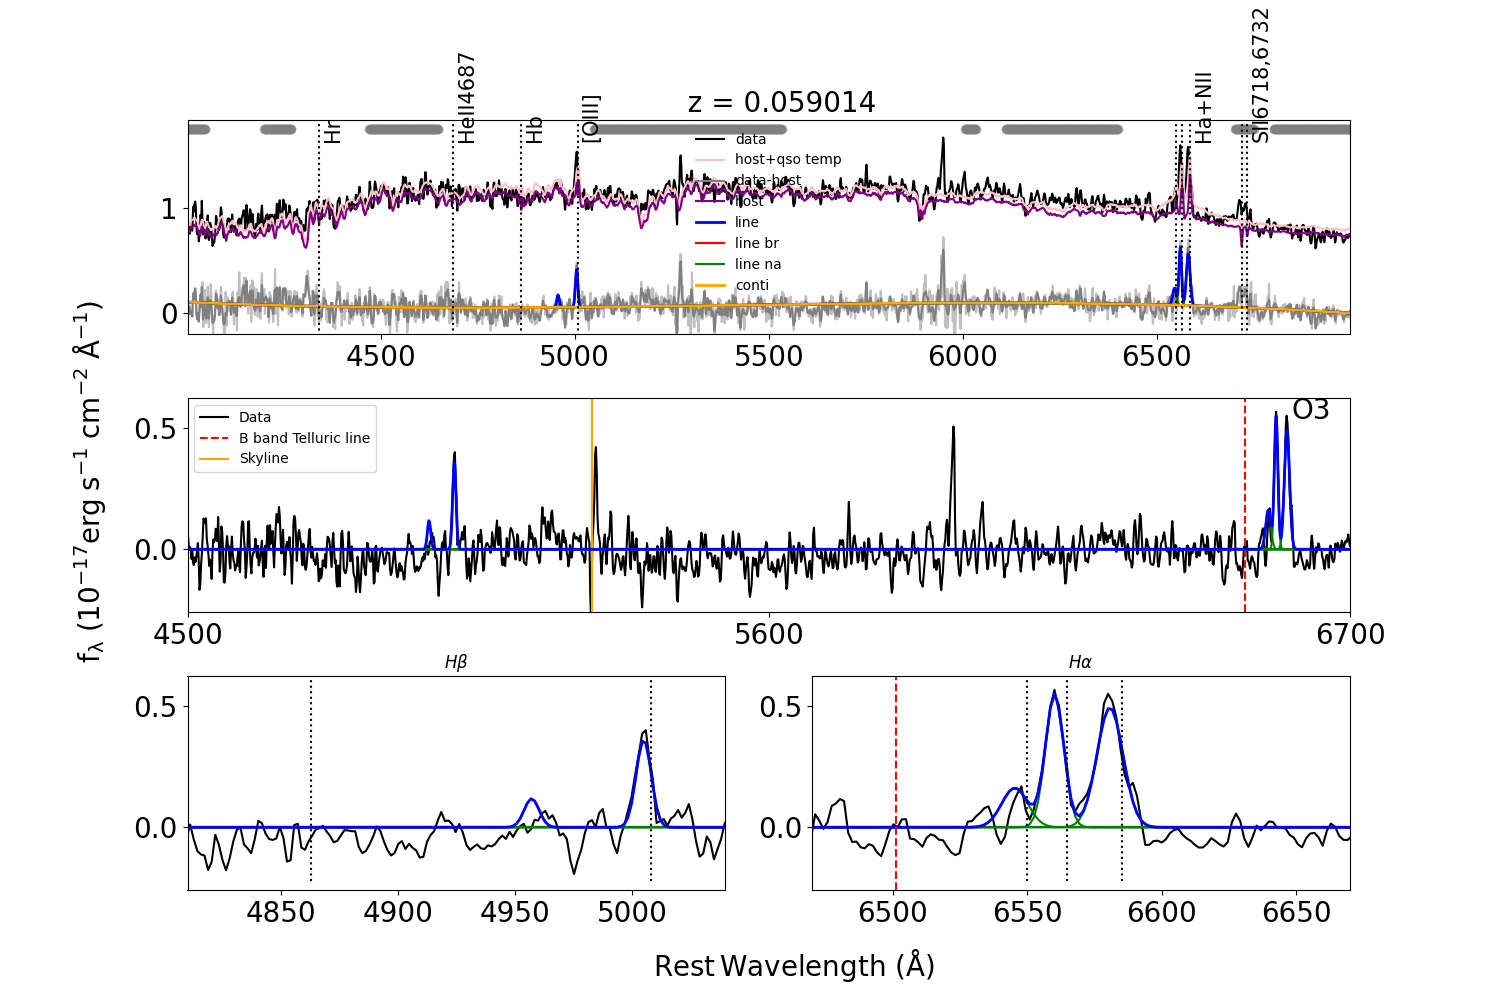 z = 0.059014
Hr
HeII4687
Hb
[OIII]
Ha+NII
SII6718,6732
data
host+qso temp
data-host
host
line
line br
line na
conti
1
0
4500 5000 5500 6000 6500
fλ (10⁻¹⁷erg s⁻¹ cm⁻² Å⁻¹)
O3
Data
B band Telluric line
Skyline
0.5
0.0
4500 5600 6700
Hβ
0.5
0.0
4850 4900 4950 5000
Hα
0.5
0.0
6500 6550 6600 6650
Rest Wavelength (Å)